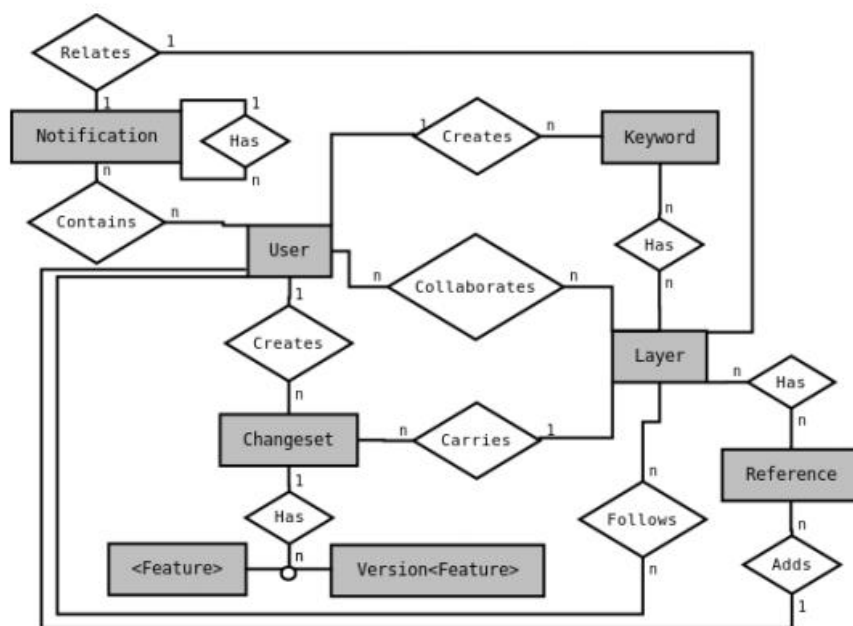 Relates
1
1
Notification
1
Has
n
n
Contains
n
1
Creates
n
Keyword
User
n
Has
n
n
Collaborates
n
1
Creates
n
Layer
n
Has
n
Changeset
n
Carries
1
Reference
1
Has
n
n
Follows
n
n
Adds
1
<Feature>
Version<Feature>